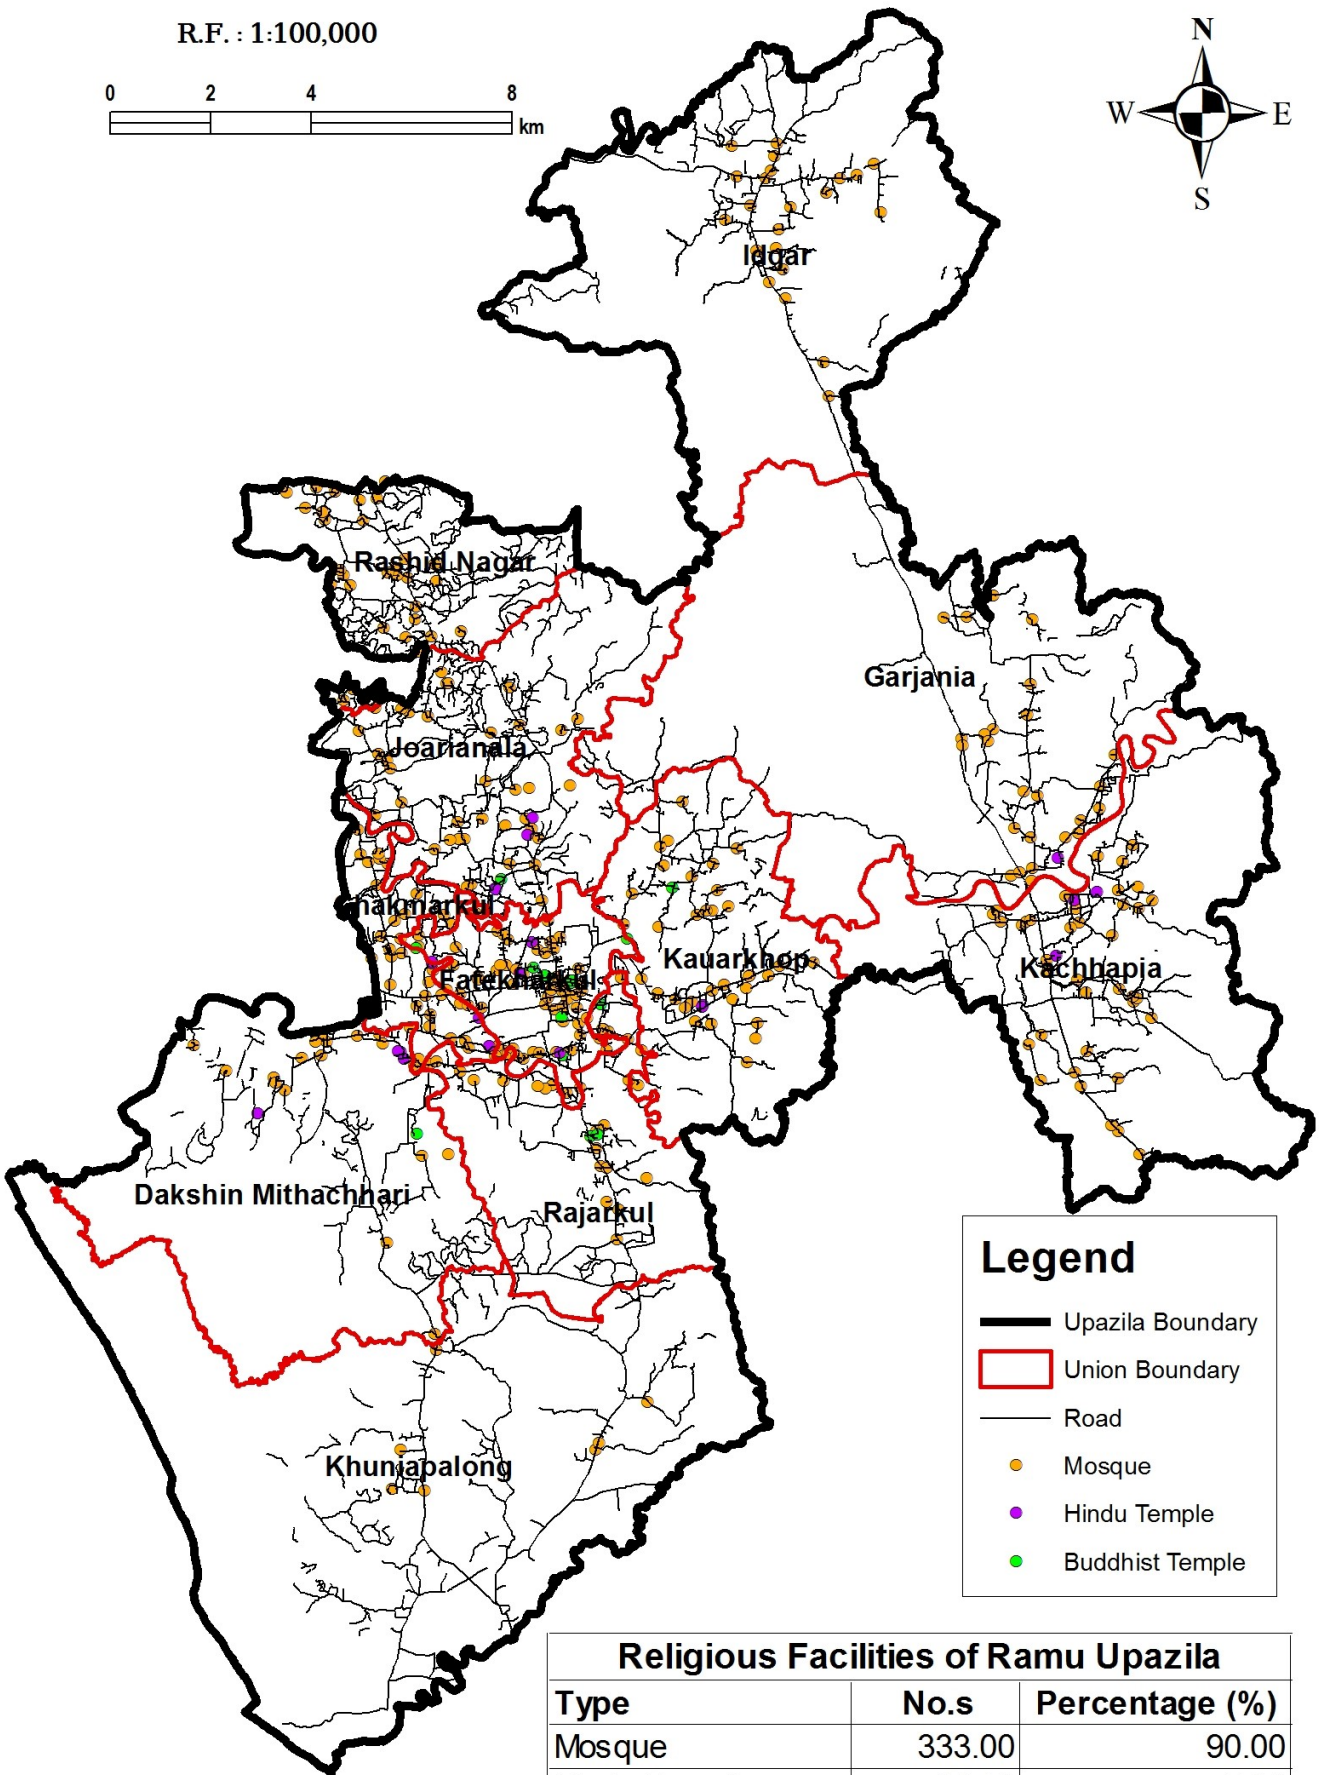 R.F. : 1:100,000
0 2 4 8
km
N
W E
S
Idgar
Rashid Nagar
Garjania
Joarianala
hakmarkul
Fatekharkul
Kauarkhop
Kachhapia
Dakshin Mithachhari
Rajarkul
Khuniapalong
Legend
Upazila Boundary
Union Boundary
Road
Mosque
Hindu Temple
Buddhist Temple
Religious Facilities of Ramu Upazila
Type No.s Percentage (%)
Mosque 333.00 90.00